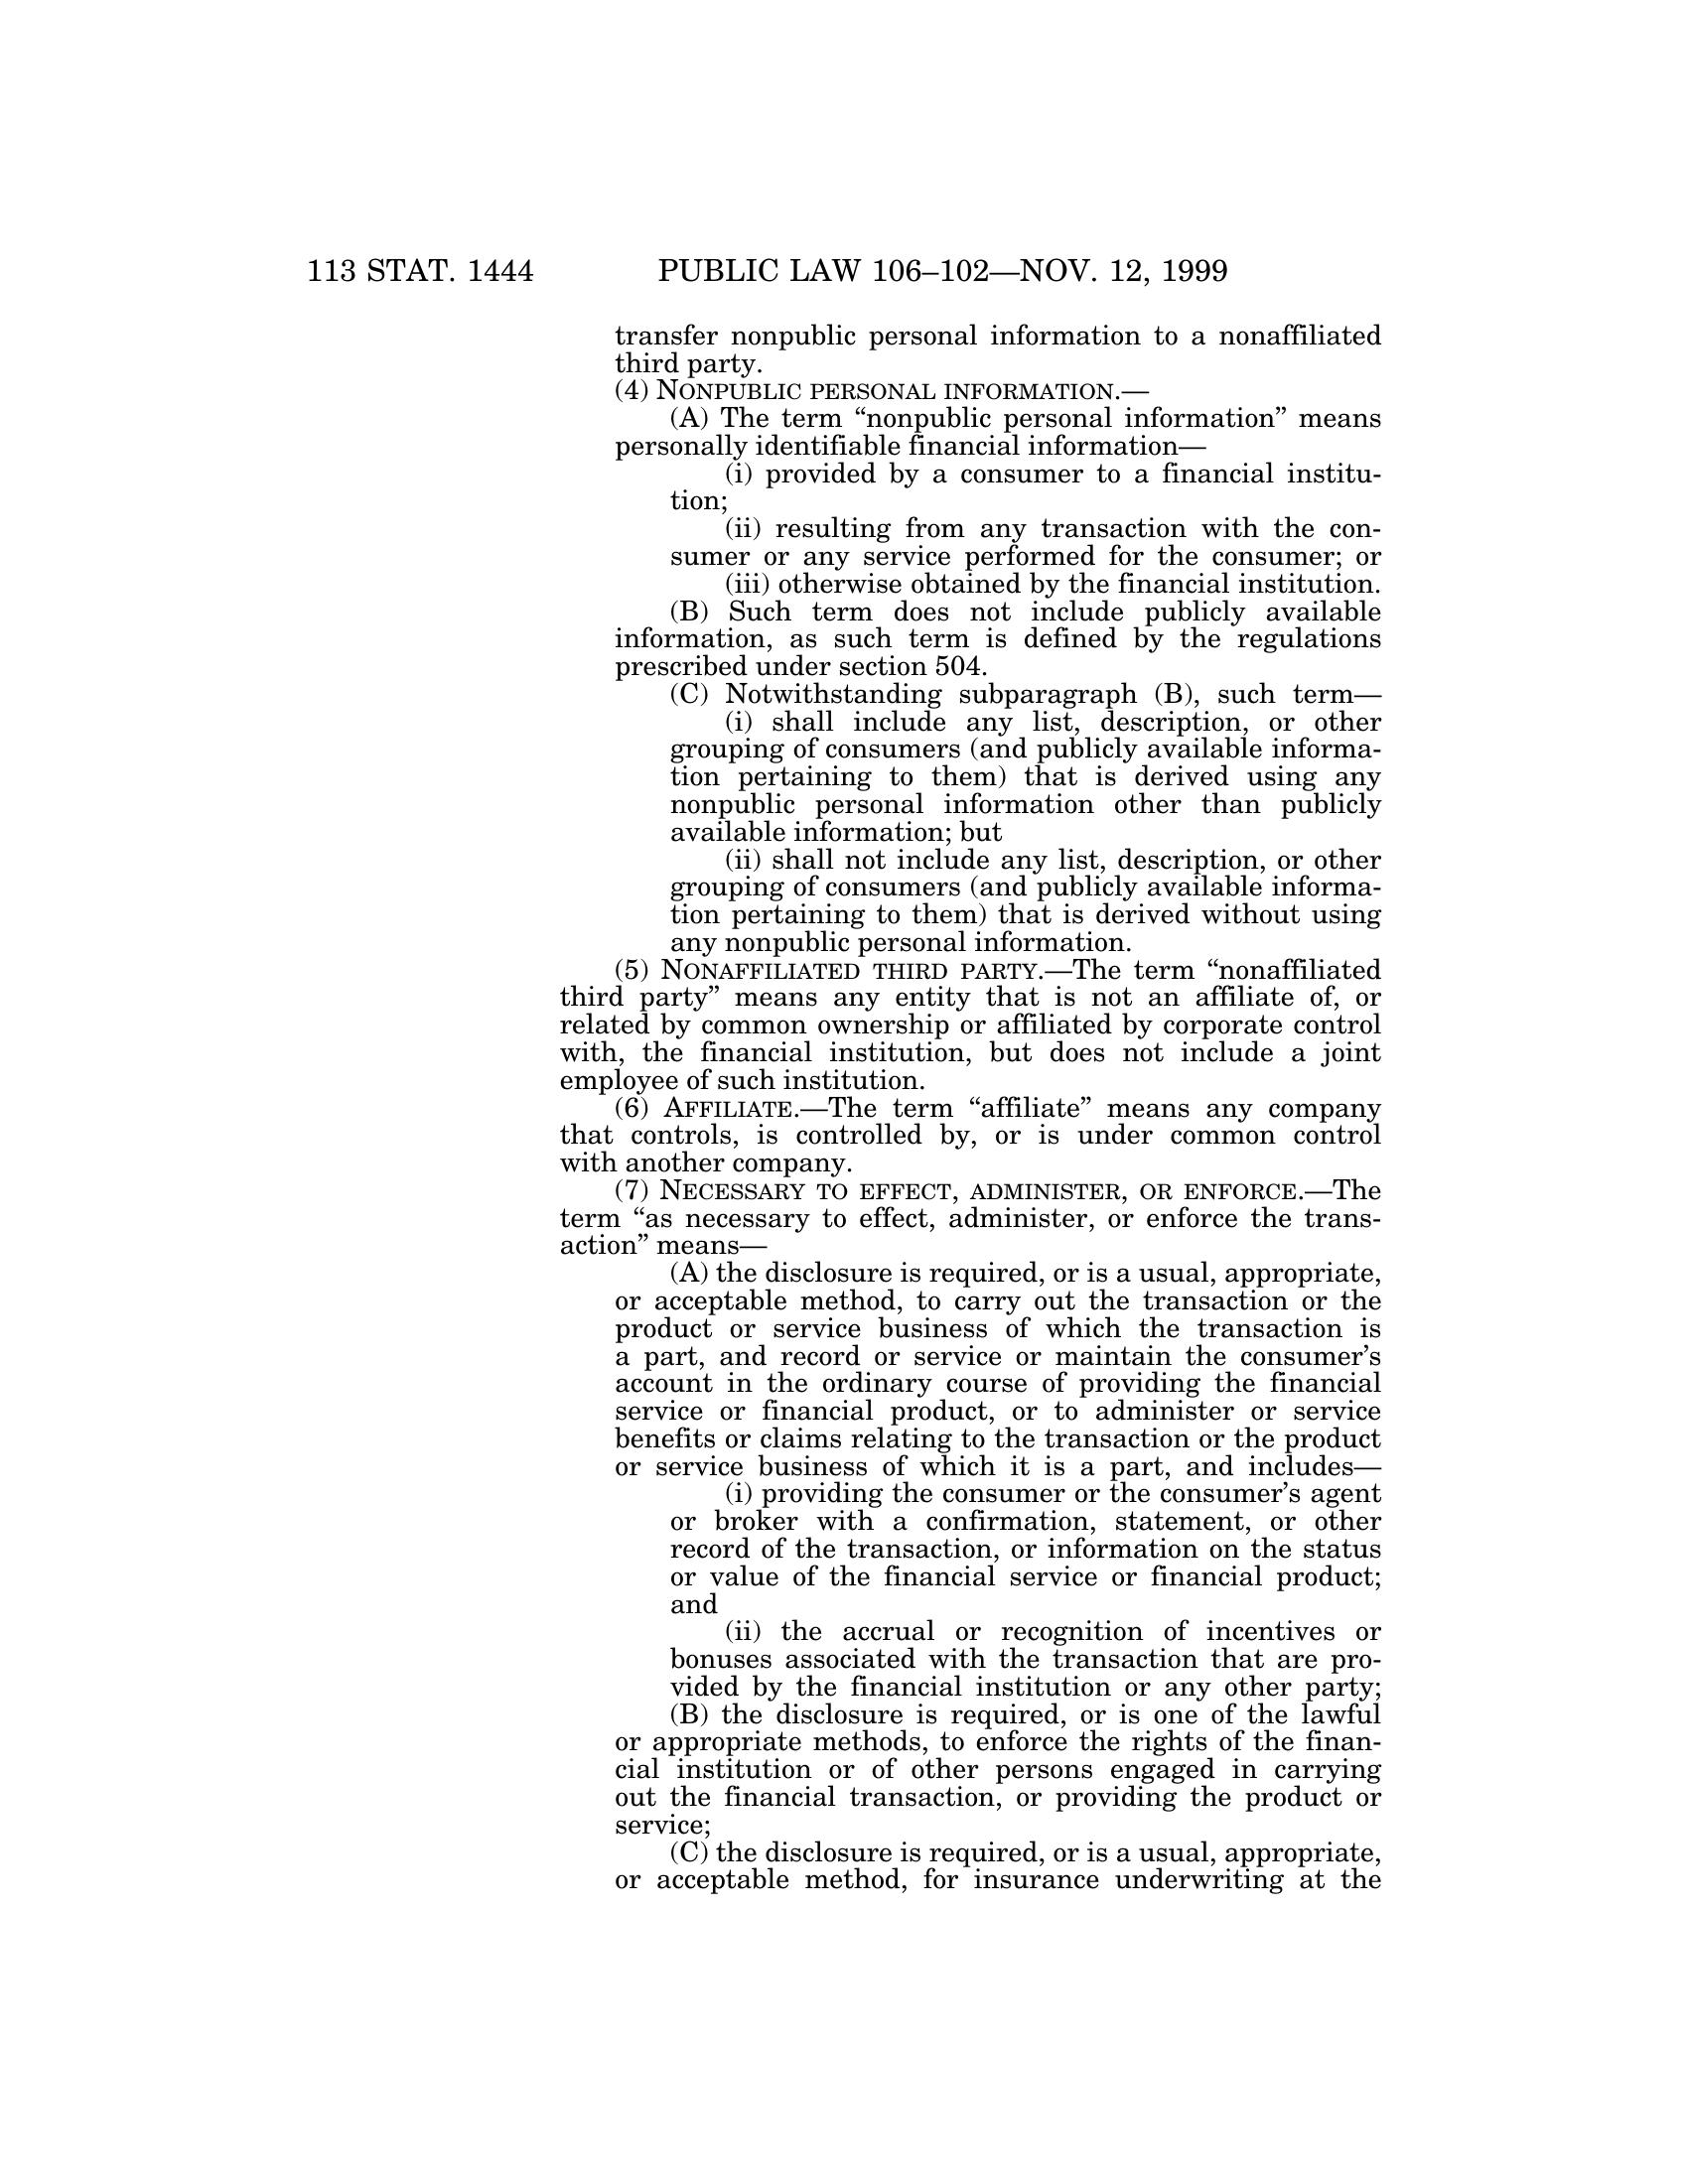 113 STAT. 1444 PUBLIC LAW 106–102—NOV. 12, 1999
transfer nonpublic personal information to a nonaffiliated
third party.
(4) NONPUBLIC PERSONAL INFORMATION.—
(A) The term “nonpublic personal information” means
personally identifiable financial information—
(i) provided by a consumer to a financial institu-
tion;
(ii) resulting from any transaction with the con-
sumer or any service performed for the consumer; or
(iii) otherwise obtained by the financial institution.
(B) Such term does not include publicly available
information, as such term is defined by the regulations
prescribed under section 504.
(C) Notwithstanding subparagraph (B), such term—
(i) shall include any list, description, or other
grouping of consumers (and publicly available informa-
tion pertaining to them) that is derived using any
nonpublic personal information other than publicly
available information; but
(ii) shall not include any list, description, or other
grouping of consumers (and publicly available informa-
tion pertaining to them) that is derived without using
any nonpublic personal information.
(5) NONAFFILIATED THIRD PARTY.—The term “nonaffiliated
third party” means any entity that is not an affiliate of, or
related by common ownership or affiliated by corporate control
with, the financial institution, but does not include a joint
employee of such institution.
(6) AFFILIATE.—The term “affiliate” means any company
that controls, is controlled by, or is under common control
with another company.
(7) NECESSARY TO EFFECT, ADMINISTER, OR ENFORCE.—The
term “as necessary to effect, administer, or enforce the trans-
action” means—
(A) the disclosure is required, or is a usual, appropriate,
or acceptable method, to carry out the transaction or the
product or service business of which the transaction is
a part, and record or service or maintain the consumer’s
account in the ordinary course of providing the financial
service or financial product, or to administer or service
benefits or claims relating to the transaction or the product
or service business of which it is a part, and includes—
(i) providing the consumer or the consumer’s agent
or broker with a confirmation, statement, or other
record of the transaction, or information on the status
or value of the financial service or financial product;
and
(ii) the accrual or recognition of incentives or
bonuses associated with the transaction that are pro-
vided by the financial institution or any other party;
(B) the disclosure is required, or is one of the lawful
or appropriate methods, to enforce the rights of the finan-
cial institution or of other persons engaged in carrying
out the financial transaction, or providing the product or
service;
(C) the disclosure is required, or is a usual, appropriate,
or acceptable method, for insurance underwriting at the